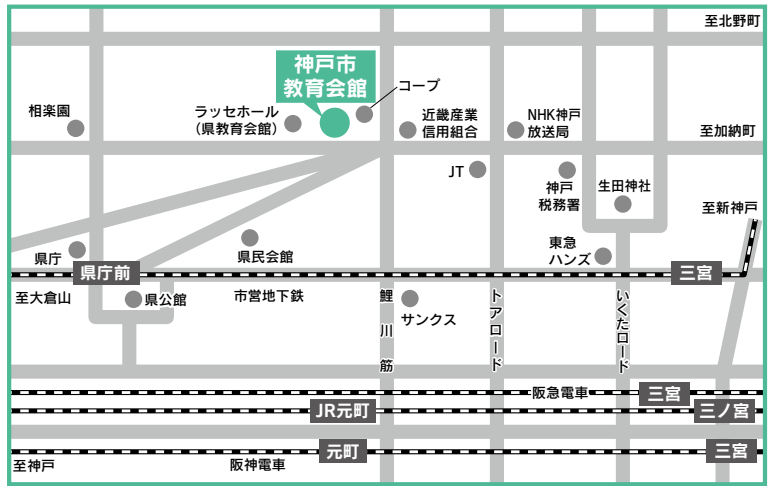 至北野町
神戸市
教育会館
コープ
相楽園
ラッセホール
（県教育会館）
近畿産業
信用組合
NHK神戸
放送局
至加納町
JT
神戸
税務署
生田神社
至新神戸
県庁
県民会館
東急
ハンズ
県庁前
三宮
至大倉山
県公館
市営地下鉄
鯉川筋
サンクス
トアロード
いくたロード
阪急電車
三宮
JR元町
三ノ宮
元町
三宮
至神戸
阪神電車